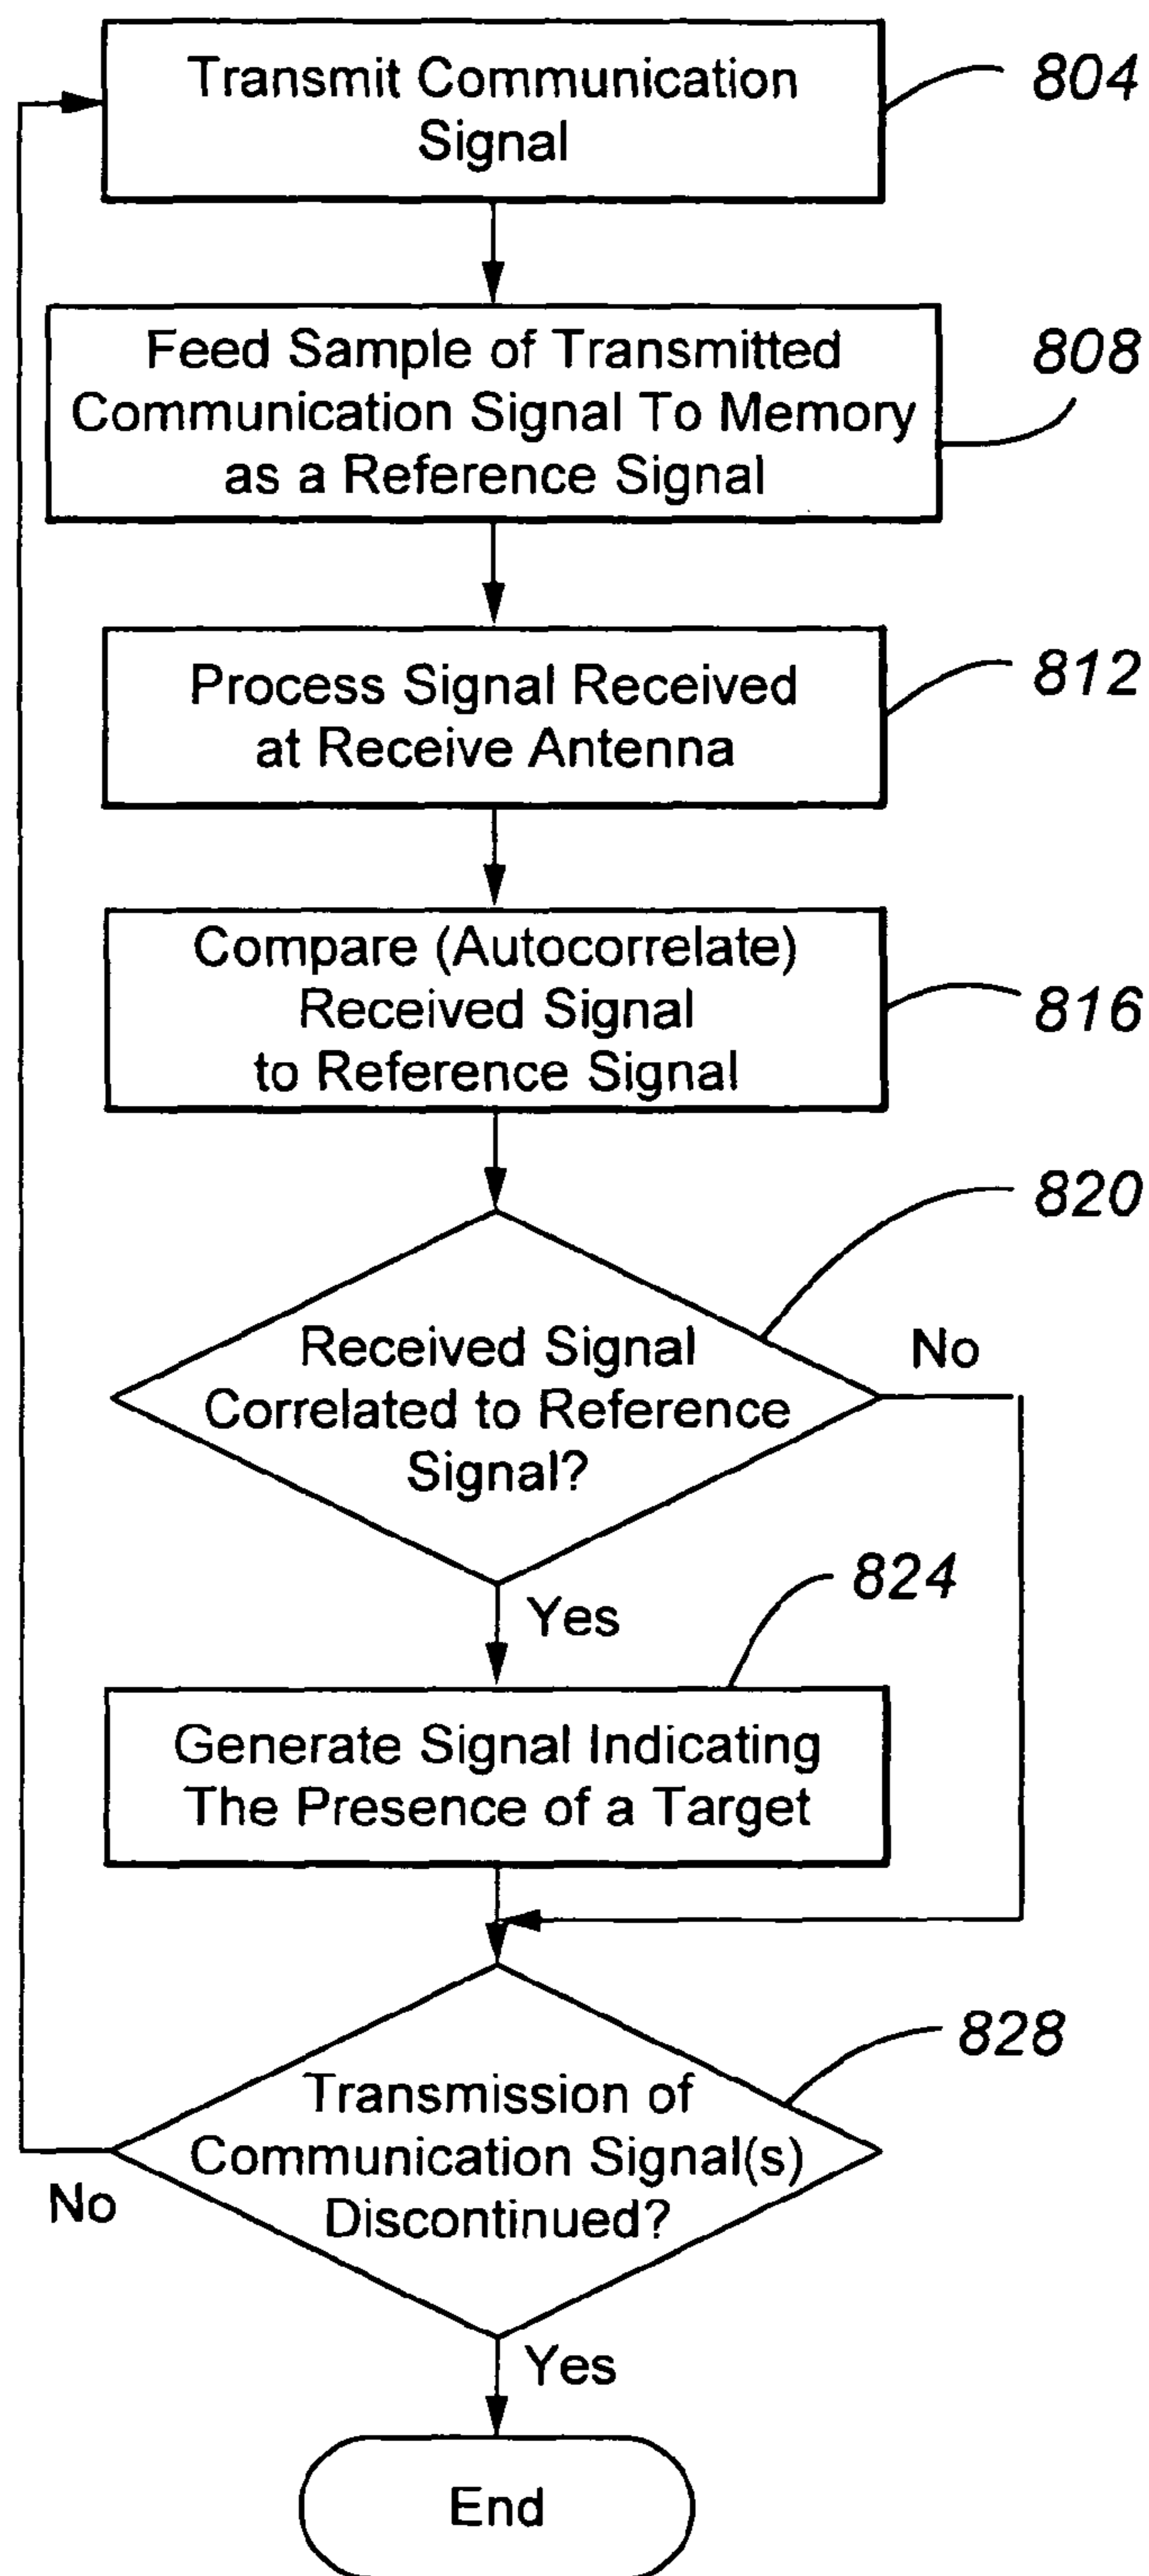 Transmit Communication
Signal
804
Feed Sample of Transmitted
Communication Signal To Memory
as a Reference Signal
808
Process Signal Received
at Receive Antenna
812
Compare (Autocorrelate)
Received Signal
to Reference Signal
816
820
Received Signal
Correlated to Reference
Signal?
No
Yes
824
Generate Signal Indicating
The Presence of a Target
828
Transmission of
Communication Signal(s)
Discontinued?
No
Yes
End